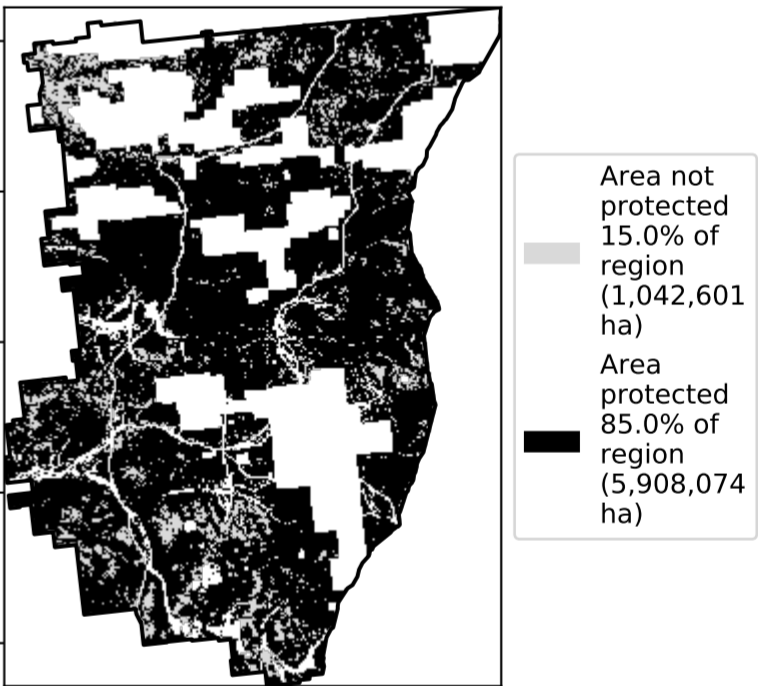 Area not
protected
15.0% of
region
(1,042,601
ha)
Area
protected
85.0% of
region
(5,908,074
ha)